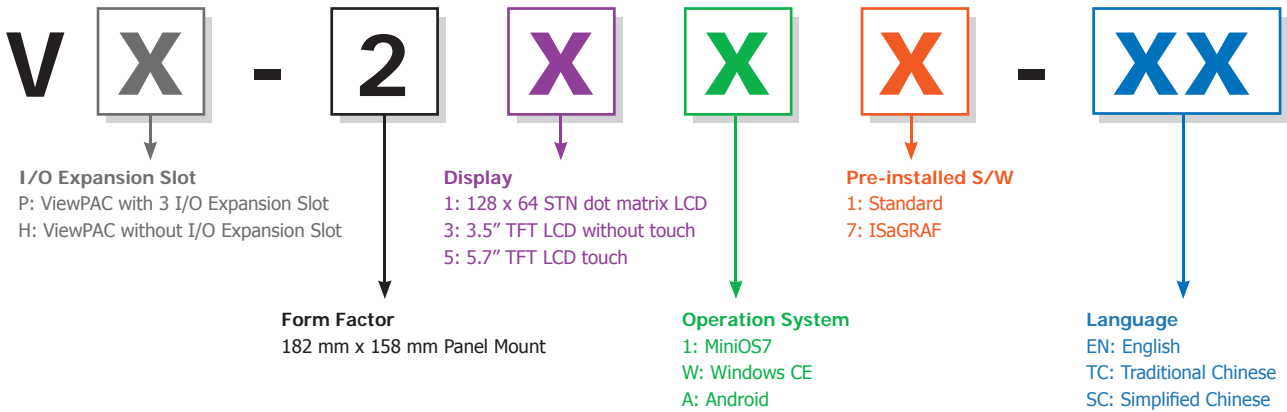 V X - 2 X X X - XX
I/O Expansion Slot
P: ViewPAC with 3 I/O Expansion Slot
H: ViewPAC without I/O Expansion Slot
Display
1: 128 x 64 STN dot matrix LCD
3: 3.5” TFT LCD without touch
5: 5.7” TFT LCD touch
Pre-installed S/W
1: Standard
7: ISaGRAF
Form Factor
182 mm x 158 mm Panel Mount
Operation System
1: MiniOS7
W: Windows CE
A: Android
Language
EN: English
TC: Traditional Chinese
SC: Simplified Chinese